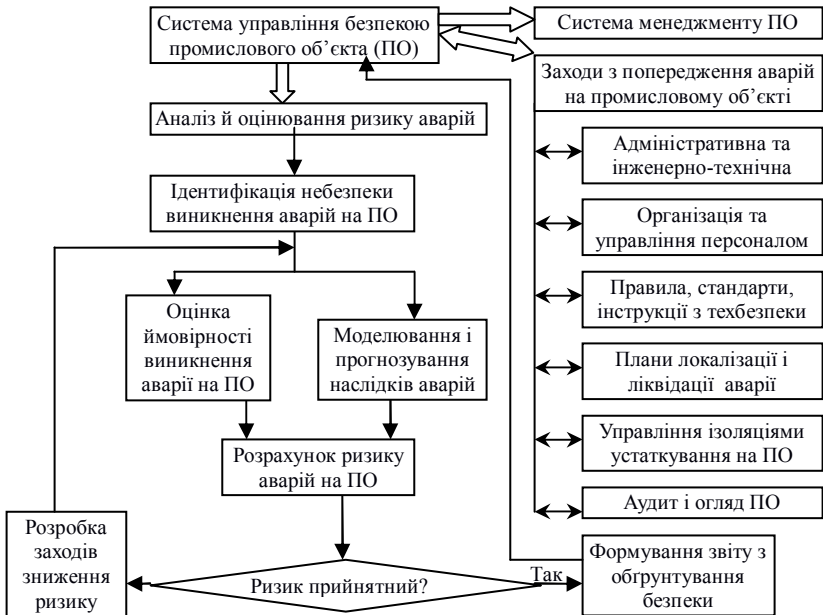 Система управління безпекою
промислового об’єкта (ПО)
Система менеджменту ПО
Заходи з попередження аварій
на промисловому об’єкті
Аналіз й оцінювання ризику аварій
Адміністративна та
інженерно-технічна
Ідентифікація небезпеки
виникнення аварій на ПО
Організація та
управління персоналом
Оцінка
ймовірності
виникнення
аварії на ПО
Моделювання і
прогнозування
наслідків аварій
Правила, стандарти,
інструкції з техбезпеки
Плани локалізації і
ліквідації аварії
Розрахунок ризику
аварій на ПО
Управління ізоляціями
устаткування на ПО
Аудит і огляд ПО
Розробка
заходів
зниження
ризику
Ризик прийнятний?
Так
Формування звіту з
обґрунтування
безпеки